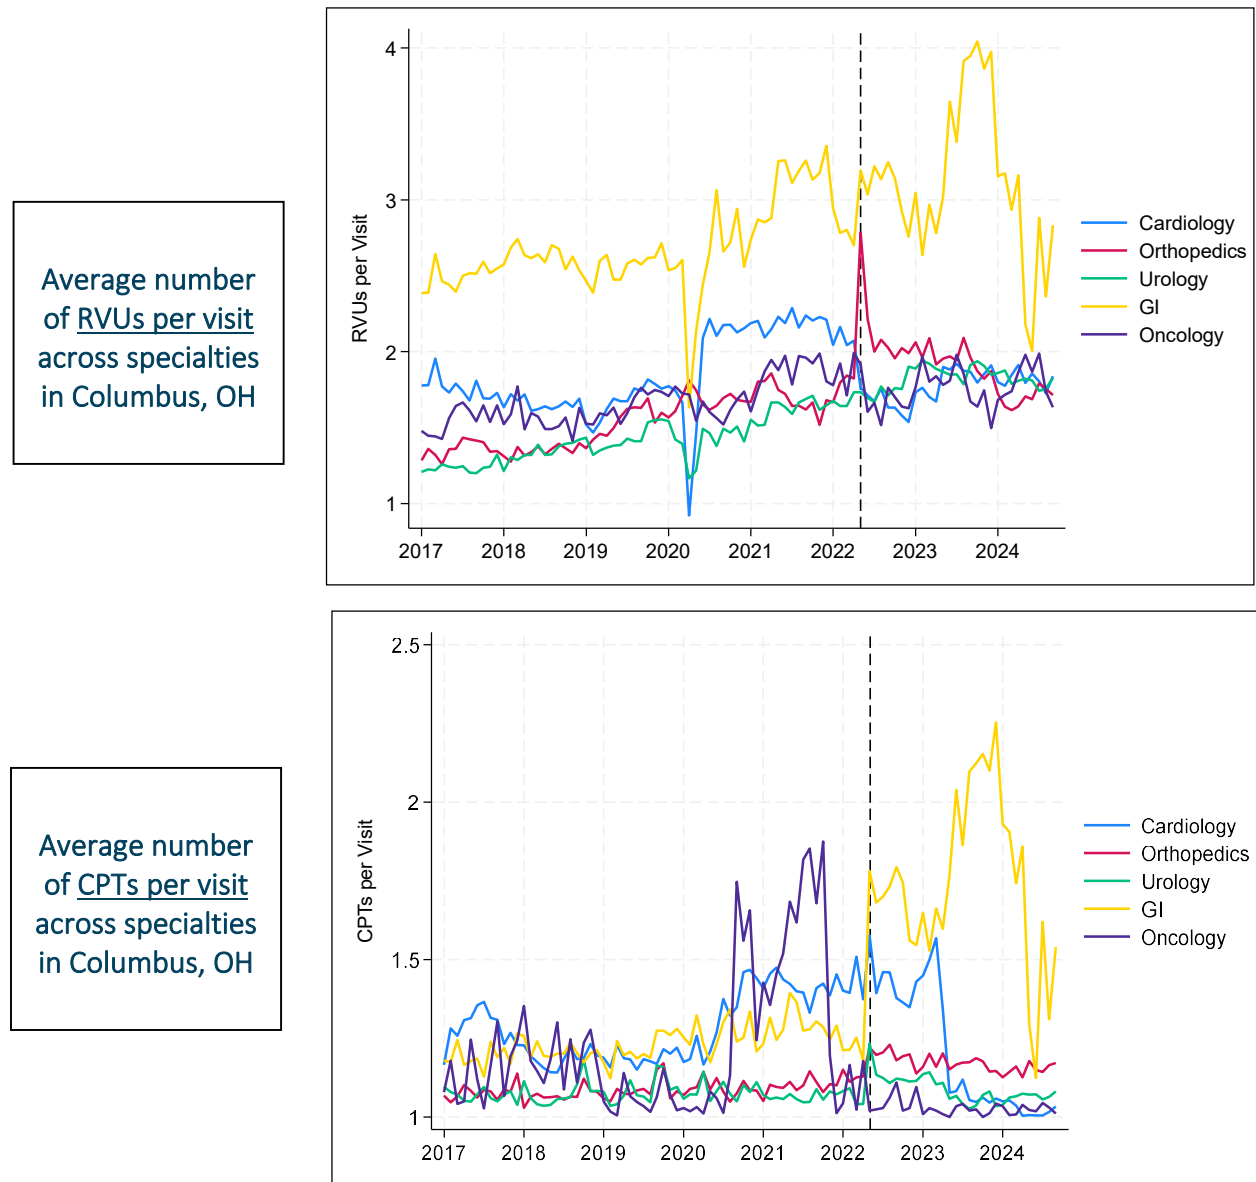 Average number
of RVUs per visit
across specialties
in Columbus, OH
RVUs per Visit
4
3
2
1
2017 2018 2019 2020 2021 2022 2023 2024
Cardiology
Orthopedics
Urology
GI
Oncology
Average number
of CPTs per visit
across specialties
in Columbus, OH
CPTs per Visit
2.5
2
1.5
1
2017 2018 2019 2020 2021 2022 2023 2024
Cardiology
Orthopedics
Urology
GI
Oncology